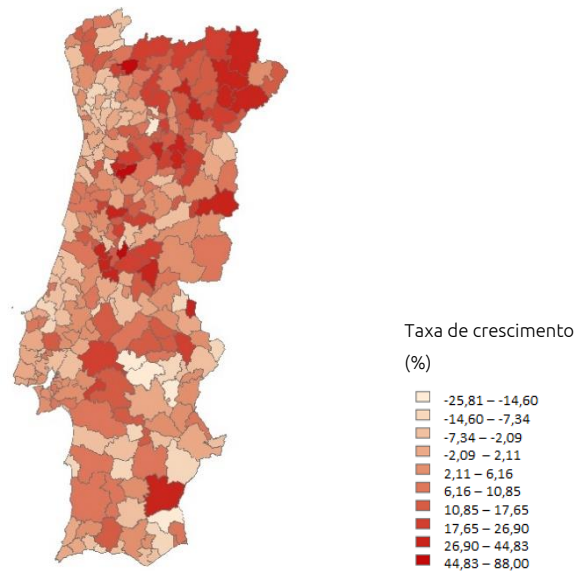 Taxa de crescimento
(%)
-25,81 – -14,60
-14,60 – -7,34
-7,34 – -2,09
-2,09 – 2,11
2,11 – 6,16
6,16 – 10,85
10,85 – 17,65
17,65 – 26,90
26,90 – 44,83
44,83 – 88,00